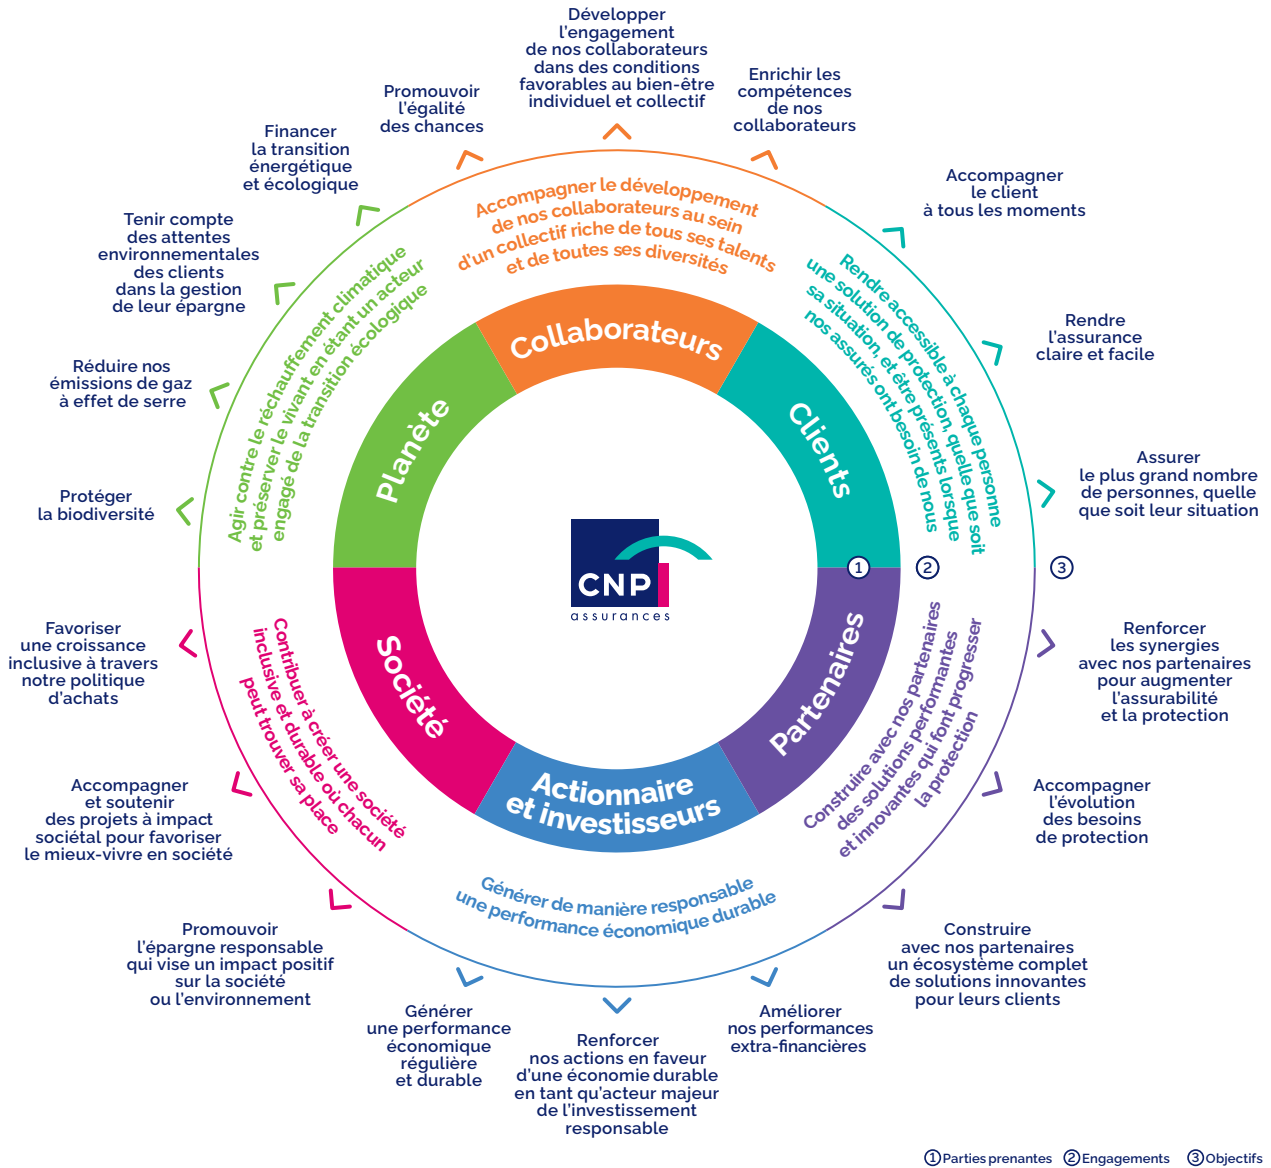 Développer
l'engagement
de nos collaborateurs
dans des conditions
favorables au bien-être
individuel et collectif
Enrichir les
compétences
de nos
collaborateurs
Promouvoir
l'égalité
des chances
Financer
la transition
énergétique
et écologique
Tenir compte
des attentes
environnementales
des clients
dans la gestion
de leur épargne
Réduire nos
émissions de gaz
à effet de serre
Protéger
la biodiversité
Accompagner
le client
à tous les moments
Rendre
l'assurance
claire et facile
Assurer
le plus grand nombre
de personnes, quelle
que soit leur situation
Accompagner le développement
de nos collaborateurs au sein
d'un collectif riche de tous ses talents
et de toutes ses diversités
Collaborateurs
Rendre accessible à chaque personne
une solution de protection, quelle que soit
sa situation, et être présents lorsque
nos assurés ont besoin de nous
Clients
Agir contre le réchauffement climatique
et préserver le vivant en étant un acteur
engagé de la transition écologique
Planète
CNP
assurances
1
2
3
Société
Contribuer à créer une société
inclusive et durable où chacun
peut trouver sa place
Partenaires
Construire avec nos partenaires
des solutions performantes
et innovantes qui font progresser
la protection
Actionnaire
et investisseurs
Générer de manière responsable
une performance économique durable
Favoriser
une croissance
inclusive à travers
notre politique
d'achats
Accompagner
et soutenir
des projets à impact
sociétal pour favoriser
le mieux-vivre en société
Promouvoir
l'épargne responsable
qui vise un impact positif
sur la société
ou l'environnement
Renforcer
les synergies
avec nos partenaires
pour augmenter
l'assurabilité
et la protection
Accompagner
l'évolution
des besoins
de protection
Construire
avec nos partenaires
un écosystème complet
de solutions innovantes
pour leurs clients
Générer
une performance
économique
régulière
et durable
Renforcer
nos actions en faveur
d'une économie durable
en tant qu'acteur majeur
de l'investissement
responsable
Améliorer
nos performances
extra-financières
1 Parties prenantes 2 Engagements 3 Objectifs